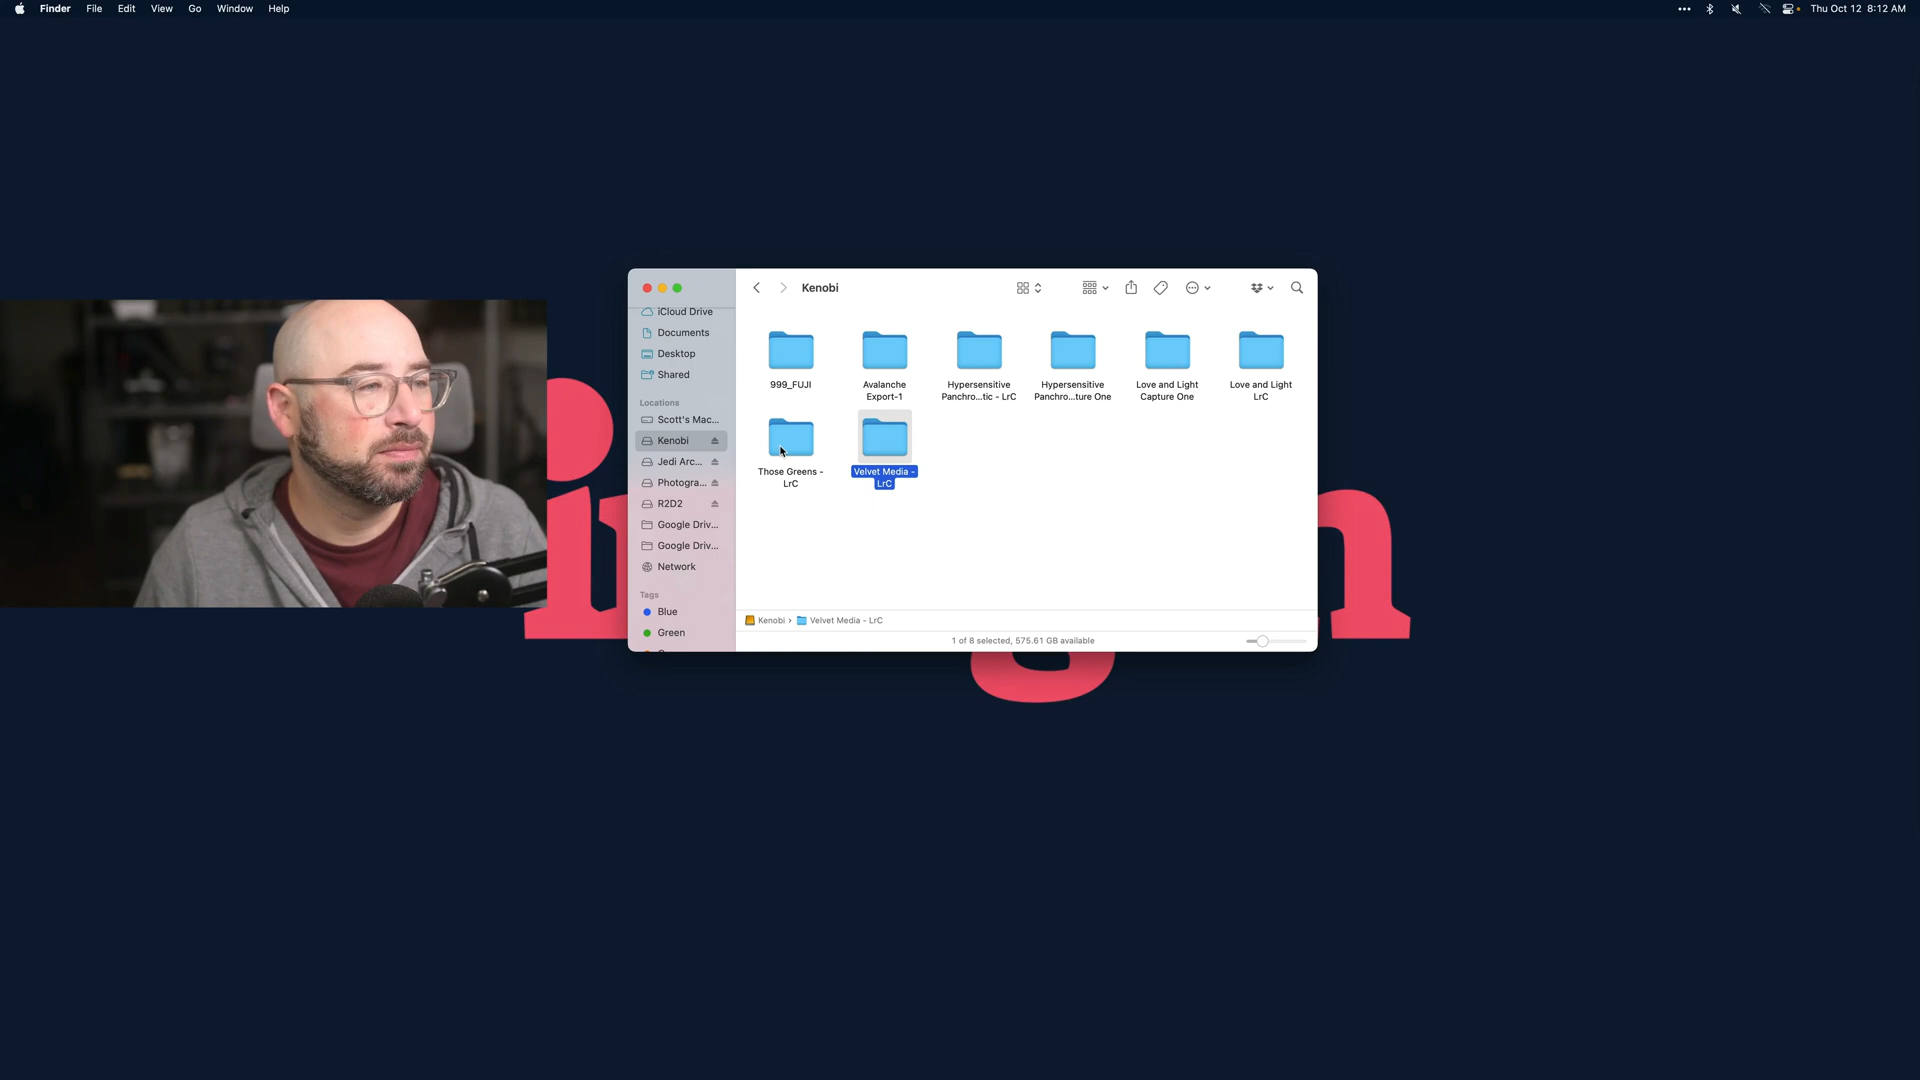 Finder File Edit View Go Window Help
Thu Oct 12 8:12 AM
Kenobi
iCloud Drive
Documents
Desktop
Shared
Locations
Scott's Mac...
Kenobi
Jedi Arc...
Photogra...
R2D2
Google Driv...
Google Driv...
Network
Tags
Blue
Green
999_FUJI
Avalanche
Export-1
Hypersensitive
Panchro...tic - LrC
Hypersensitive
Panchro...ture One
Love and Light
Capture One
Love and Light
LrC
Those Greens -
LrC
Velvet Media -
LrC
Kenobi › Velvet Media - LrC
1 of 8 selected, 575.61 GB available